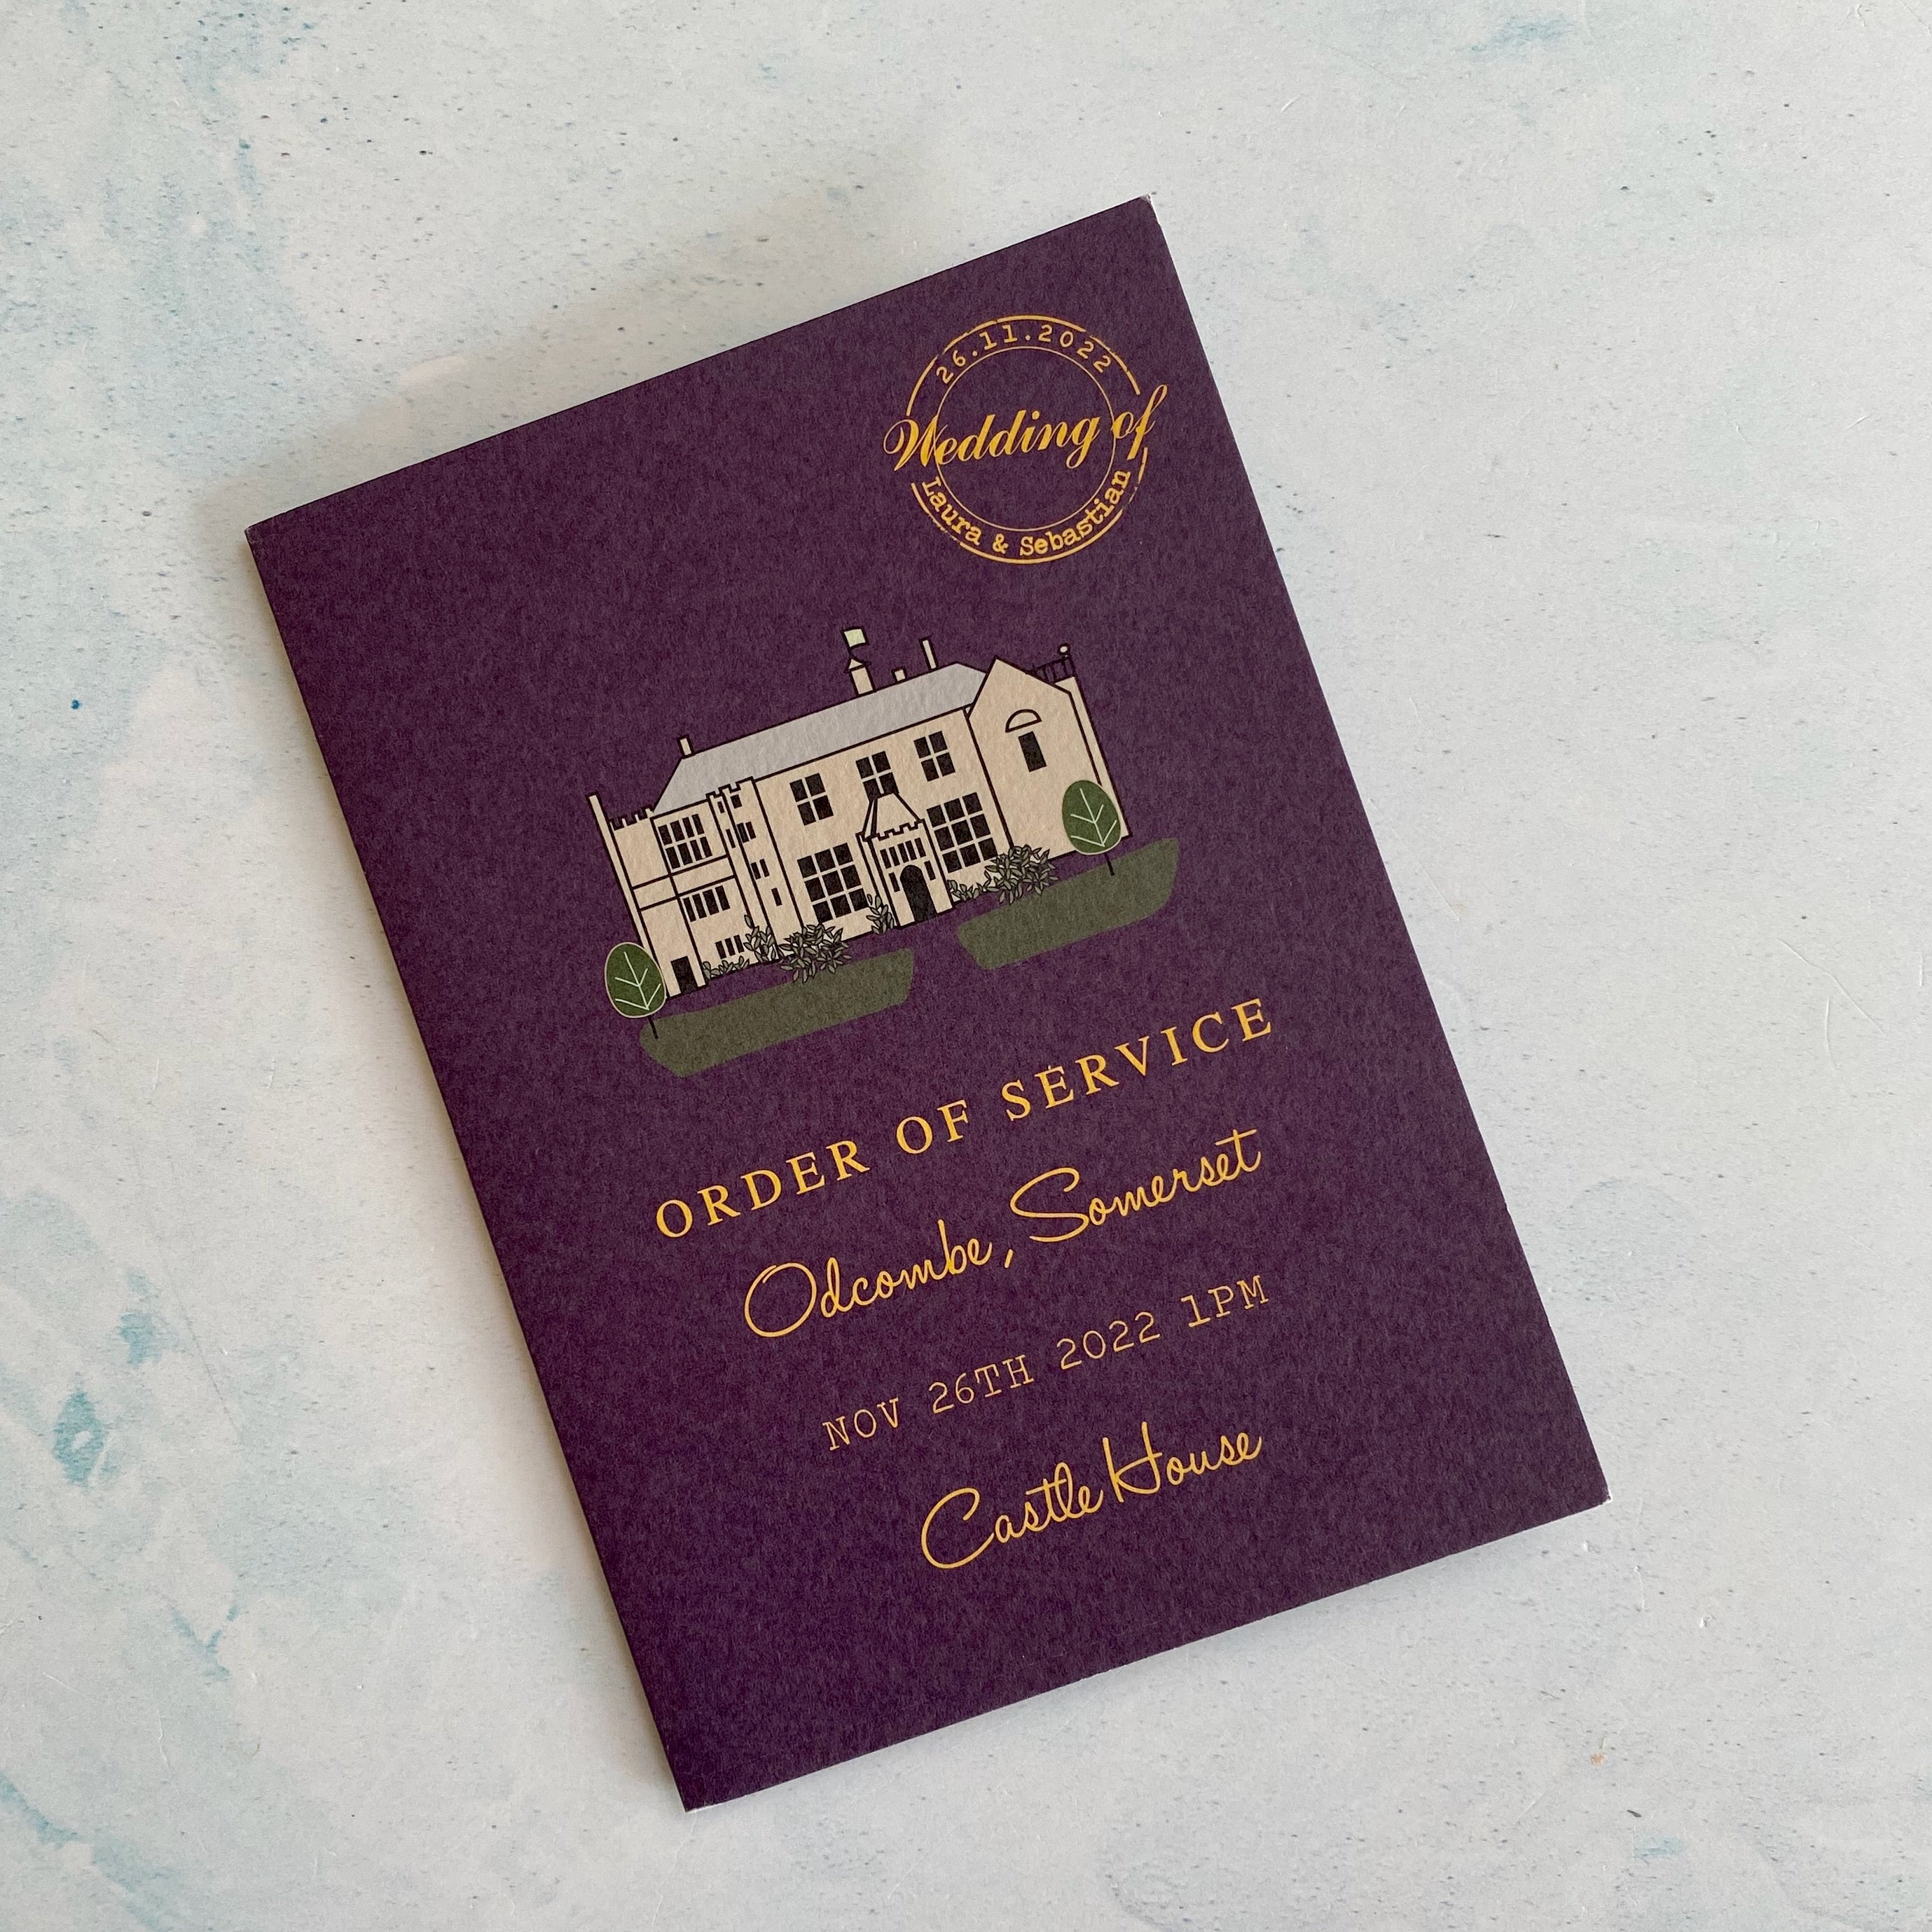 26.11.2022
Wedding of
Laura & Sebastian
ORDER OF SERVICE
Odcombe, Somerset
NOV 26TH 2022 1PM
Castle House